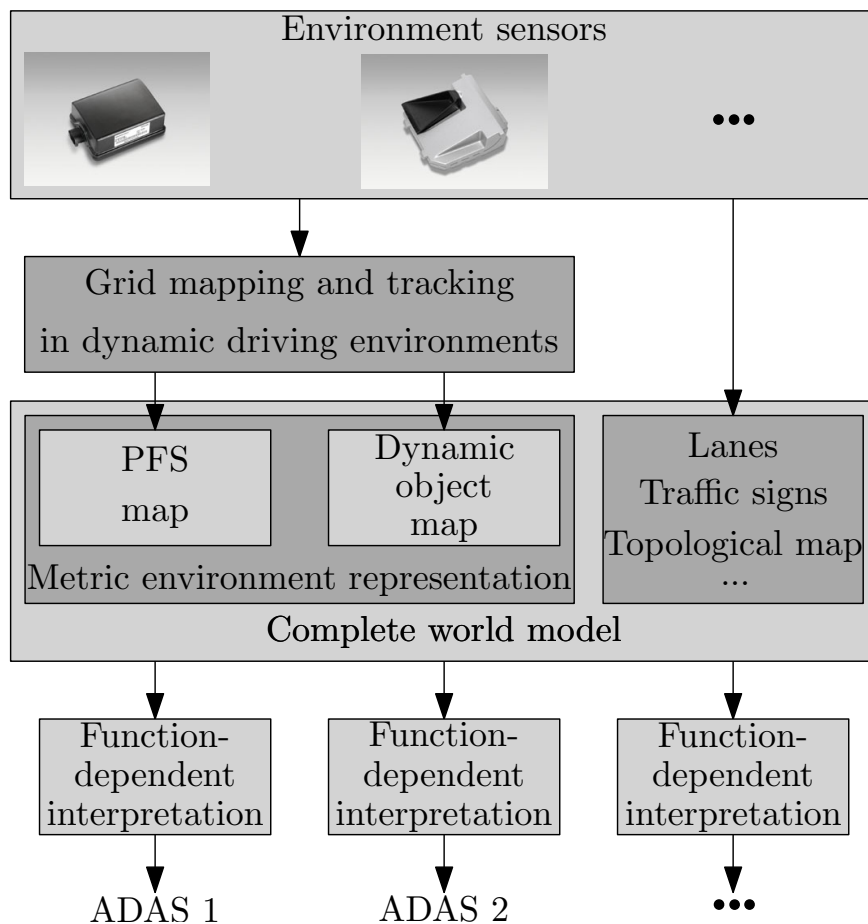 Environment sensors
•••
Grid mapping and tracking
in dynamic driving environments
PFS
map
Dynamic
object
map
Metric environment representation
Lanes
Traffic signs
Topological map
...
Complete world model
Function-
dependent
interpretation
Function-
dependent
interpretation
Function-
dependent
interpretation
ADAS 1
ADAS 2
•••